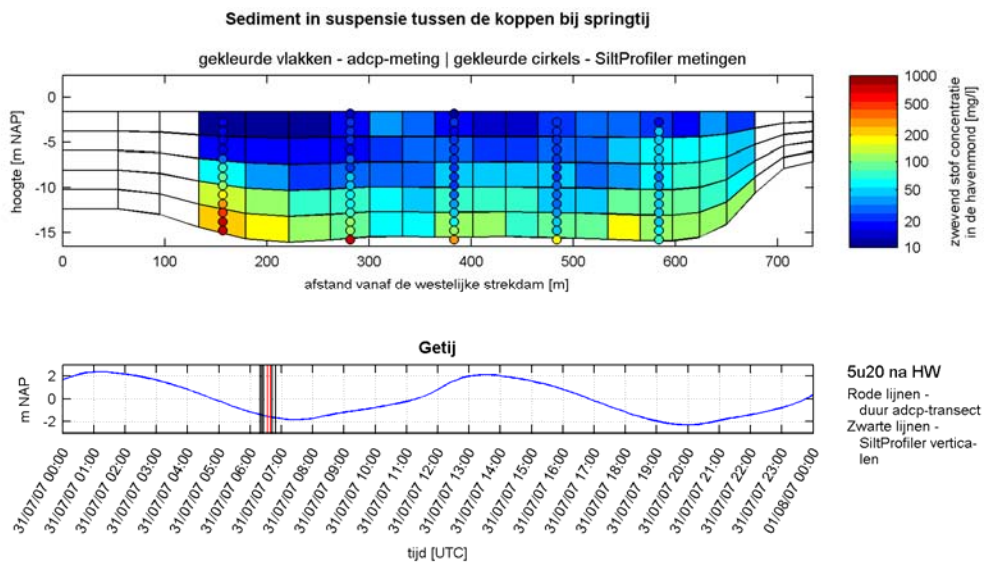 Sediment in suspensie tussen de koppen bij springtij
gekleurde vlakken - adcp-meting | gekleurde cirkels - SiltProfiler metingen
hoogte [m NAP]
0
-5
-10
-15
0 100 200 300 400 500 600 700
afstand vanaf de westelijke strekdam [m]
1000
500
200
100
50
20
10
zwevend stof concentratie
in de havenmond [mg/l]
Getij
m NAP
2
0
-2
31/07/07 00:00
31/07/07 01:00
31/07/07 02:00
31/07/07 03:00
31/07/07 04:00
31/07/07 05:00
31/07/07 06:00
31/07/07 07:00
31/07/07 08:00
31/07/07 09:00
31/07/07 10:00
31/07/07 11:00
31/07/07 12:00
31/07/07 13:00
31/07/07 14:00
31/07/07 15:00
31/07/07 16:00
31/07/07 17:00
31/07/07 18:00
31/07/07 19:00
31/07/07 20:00
31/07/07 21:00
31/07/07 22:00
31/07/07 23:00
01/08/07 00:00
tijd [UTC]
5u20 na HW
Rode lijnen -
duur adcp-transect
Zwarte lijnen -
SiltProfiler vertica-
len